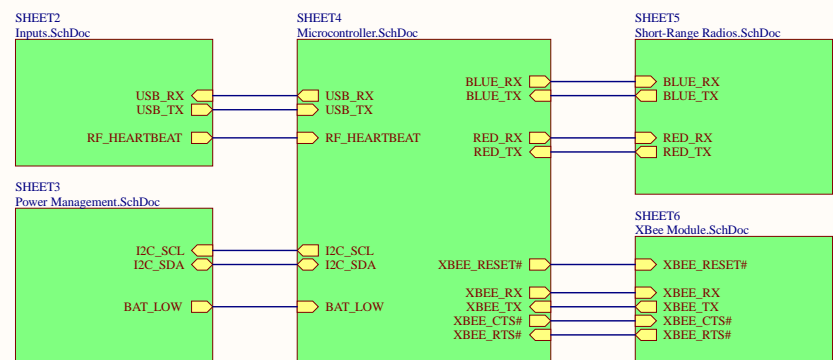 SHEET2
Inputs.SchDoc
USB_RX
USB_TX
RF_HEARTBEAT
SHEET3
Power Management.SchDoc
I2C_SCL
I2C_SDA
BAT_LOW
SHEET4
Microcontroller.SchDoc
USB_RX
USB_TX
RF_HEARTBEAT
I2C_SCL
I2C_SDA
BAT_LOW
BLUE_RX
BLUE_TX
RED_RX
RED_TX
XBEE_RESET#
XBEE_RX
XBEE_TX
XBEE_CTS#
XBEE_RTS#
SHEET5
Short-Range Radios.SchDoc
BLUE_RX
BLUE_TX
RED_RX
RED_TX
SHEET6
XBee Module.SchDoc
XBEE_RESET#
XBEE_RX
XBEE_TX
XBEE_CTS#
XBEE_RTS#